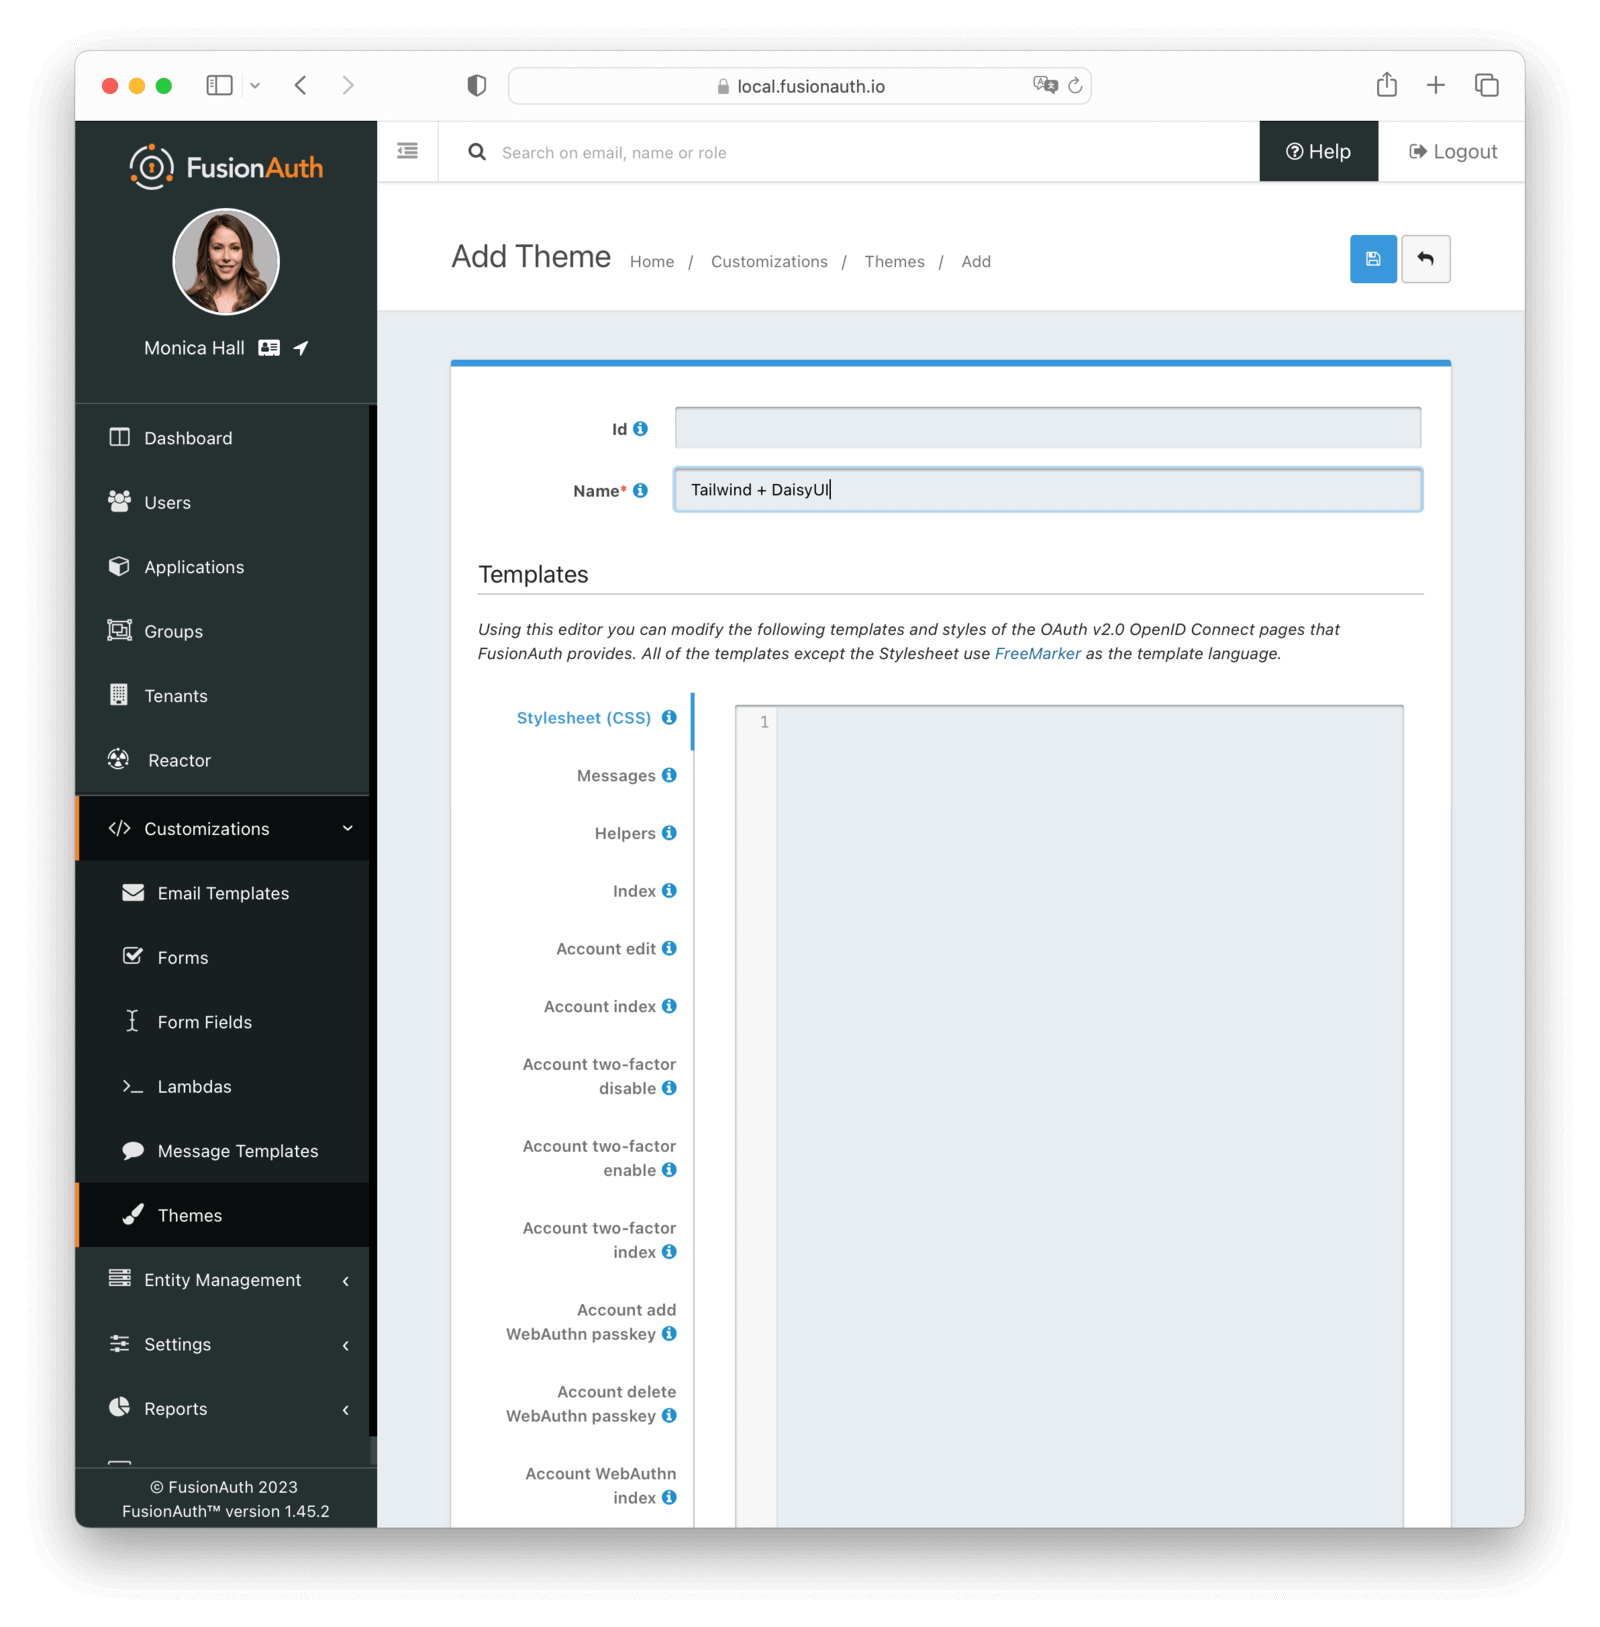 local.fusionauth.io
FusionAuth
Search on email, name or role
Help
Logout
Monica Hall
Add Theme
Home / Customizations / Themes / Add
Dashboard
Users
Applications
Groups
Tenants
Reactor
Customizations
Email Templates
Forms
Form Fields
Lambdas
Message Templates
Themes
Entity Management
Settings
Reports
© FusionAuth 2023
FusionAuth™ version 1.45.2
Id
Name*
Tailwind + DaisyUI
Templates
Using this editor you can modify the following templates and styles of the OAuth v2.0 OpenID Connect pages that
FusionAuth provides. All of the templates except the Stylesheet use FreeMarker as the template language.
Stylesheet (CSS)
1
Messages
Helpers
Index
Account edit
Account index
Account two-factor
disable
Account two-factor
enable
Account two-factor
index
Account add
WebAuthn passkey
Account delete
WebAuthn passkey
Account WebAuthn
index